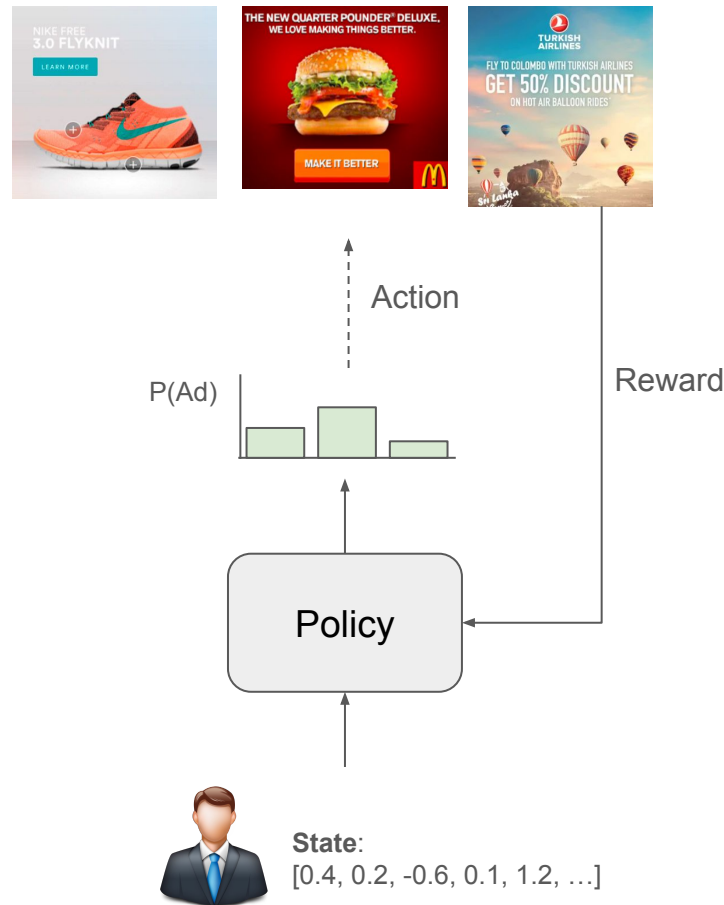 NIKE FREE
3.0 FLYKNIT
LEARN MORE
THE NEW QUARTER POUNDER® DELUXE,
WE LOVE MAKING THINGS BETTER.
MAKE IT BETTER
TURKISH
AIRLINES
FLY TO COLOMBO WITH TURKISH AIRLINES
GET 50% DISCOUNT
ON HOT AIR BALLOON RIDES*
Sri Lanka
Action
P(Ad)
Reward
Policy
State:
[0.4, 0.2, -0.6, 0.1, 1.2, …]